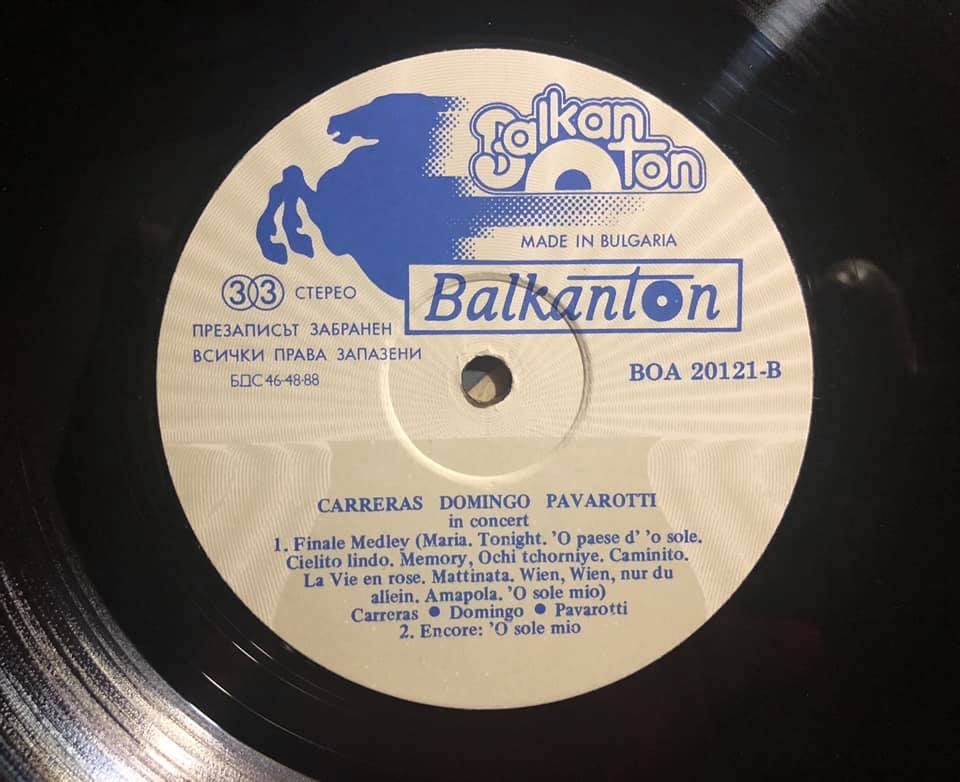 Balkan
ton
MADE IN BULGARIA
Balkanton
33 СТЕРЕО
ПРЕЗАПИСЪТ ЗАБРАНЕН
ВСИЧКИ ПРАВА ЗАПАЗЕНИ
БДС 46-48-88
ВОА 20121-В
CARRERAS DOMINGO PAVAROTTI
in concert
1. Finale Medley (Maria. Tonight. 'O paese d' 'o sole.
Cielito lindo. Memory, Ochi tchorniye. Caminito.
La Vie en rose. Mattinata. Wien, Wien, nur du
allein. Amapola. 'O sole mio)
Carreras ● Domingo ● Pavarotti
2. Encore: 'O sole mio